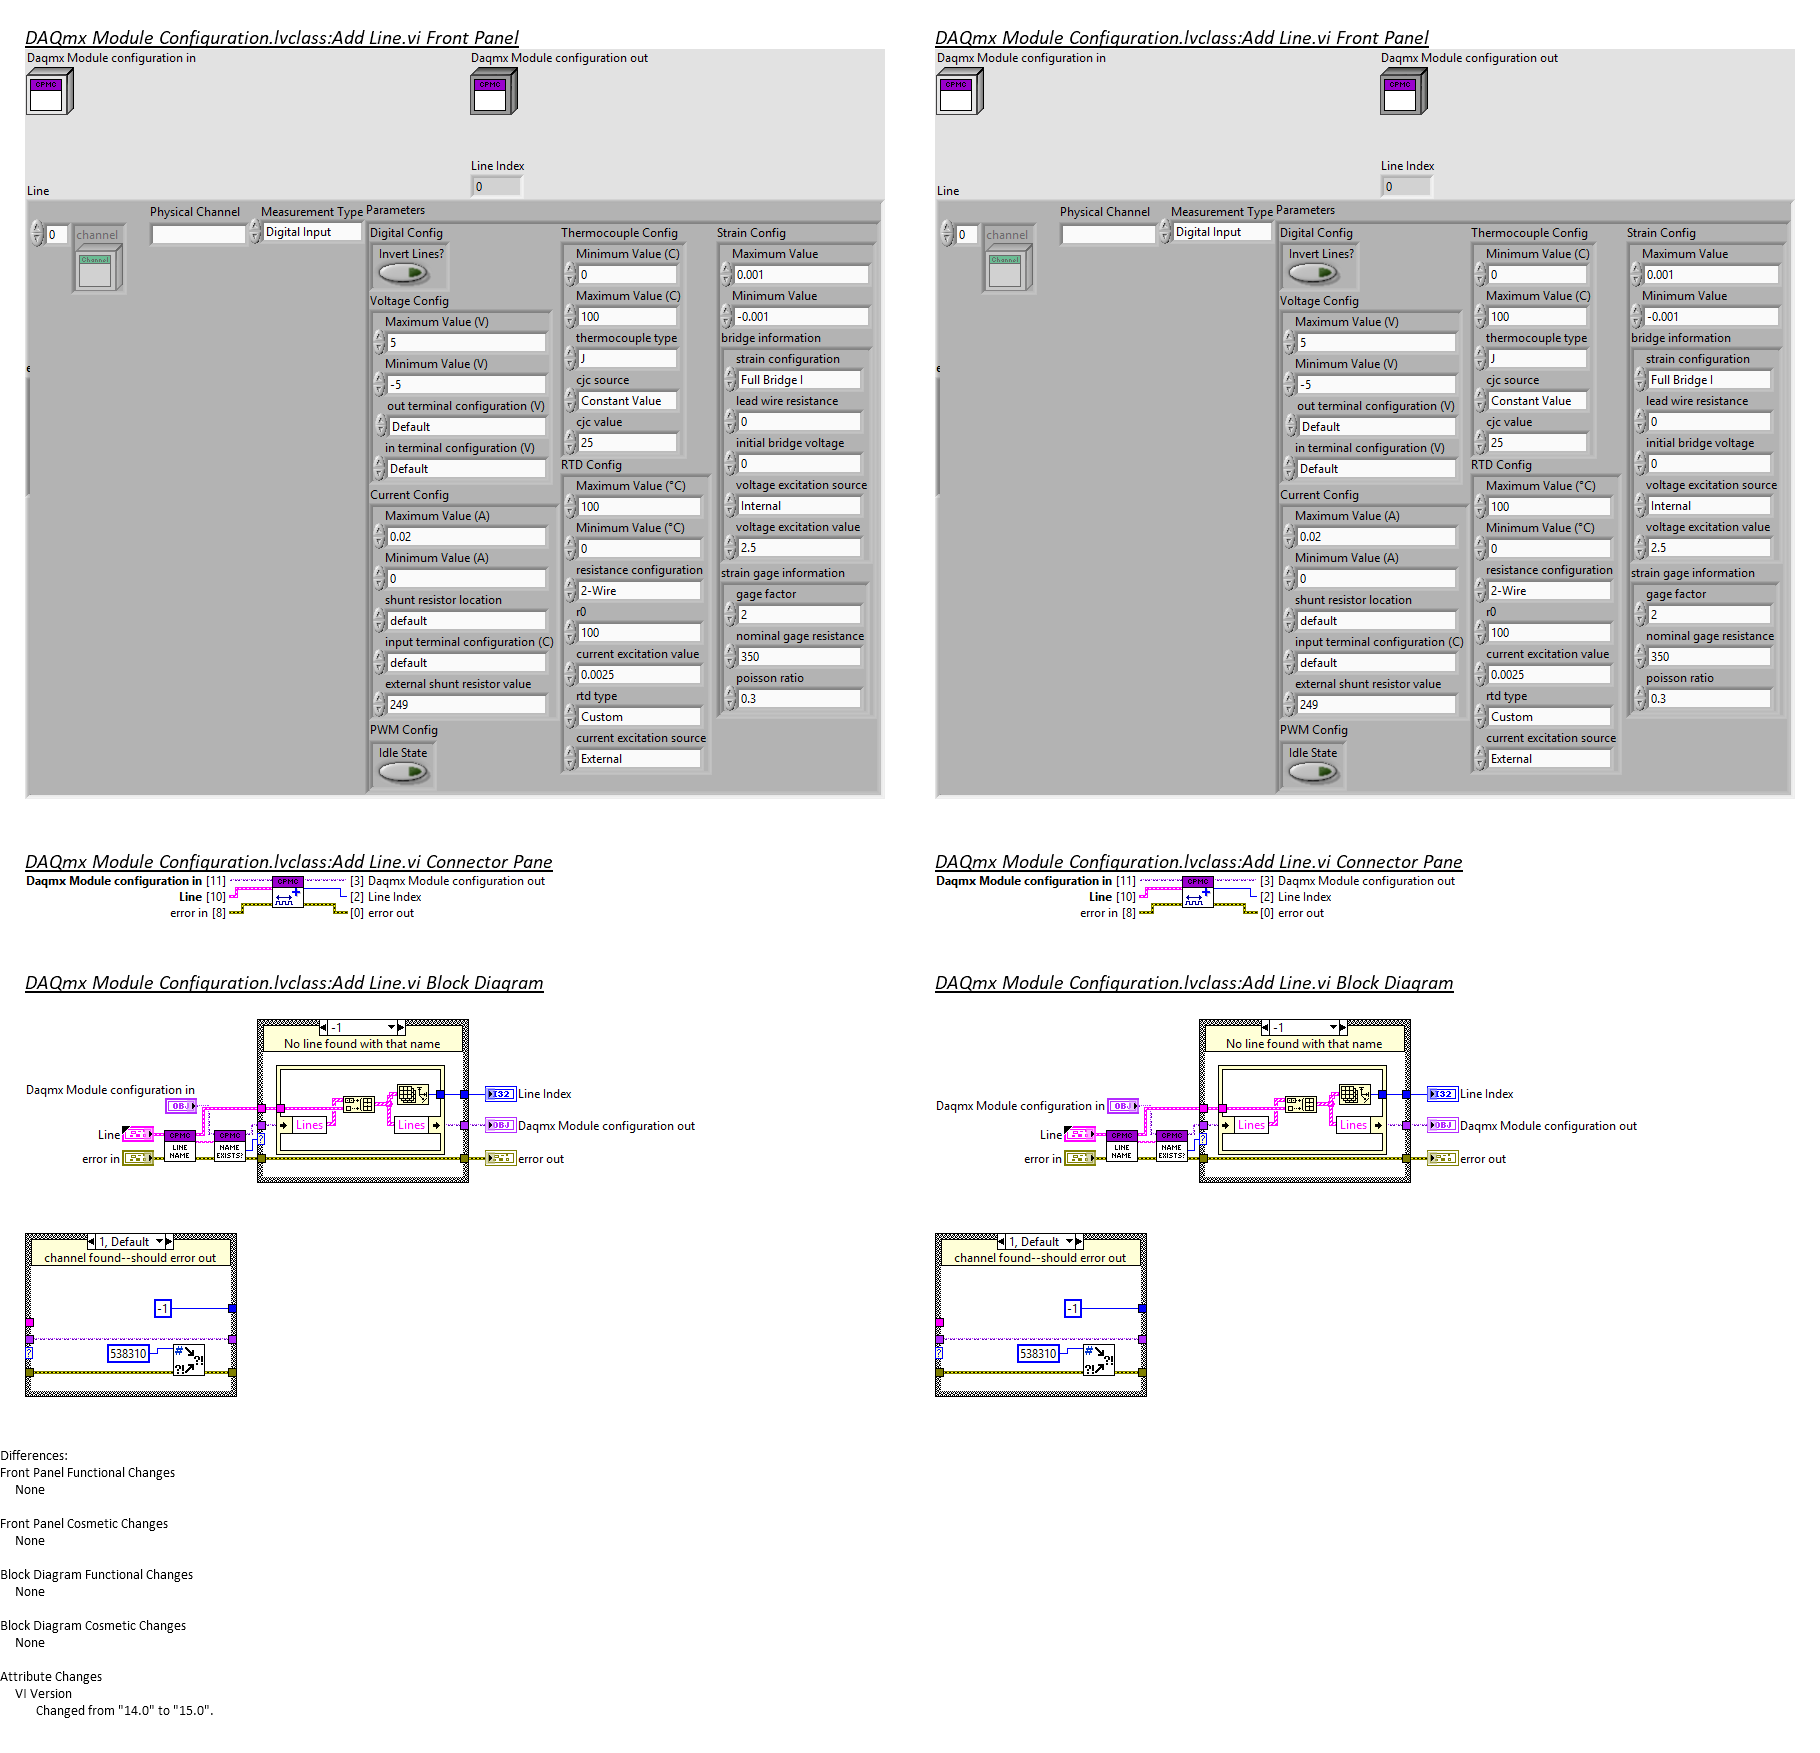 DAQmx Module Configuration.lvclass:Add Line.vi Front Panel
Daqmx Module configuration in
Daqmx Module configuration out
CPMC
CPMC
Line Index
0
Line
0
channel
Channel
Physical Channel
Measurement Type
Digital Input
Parameters
Digital Config
Invert Lines?
Voltage Config
Maximum Value (V)
5
Minimum Value (V)
-5
out terminal configuration (V)
Default
in terminal configuration (V)
Default
Current Config
Maximum Value (A)
0.02
Minimum Value (A)
0
shunt resistor location
default
input terminal configuration (C)
default
external shunt resistor value
249
PWM Config
Idle State
Thermocouple Config
Minimum Value (C)
0
Maximum Value (C)
100
thermocouple type
J
cjc source
Constant Value
cjc value
25
RTD Config
Maximum Value (°C)
100
Minimum Value (°C)
0
resistance configuration
2-Wire
r0
100
current excitation value
0.0025
rtd type
Custom
current excitation source
External
Strain Config
Maximum Value
0.001
Minimum Value
-0.001
bridge information
strain configuration
Full Bridge I
lead wire resistance
0
initial bridge voltage
0
voltage excitation source
Internal
voltage excitation value
2.5
strain gage information
gage factor
2
nominal gage resistance
350
poisson ratio
0.3
DAQmx Module Configuration.lvclass:Add Line.vi Connector Pane
Daqmx Module configuration in [11]
Line [10]
error in [8]
CPMC
[3] Daqmx Module configuration out
[2] Line Index
[0] error out
DAQmx Module Configuration.lvclass:Add Line.vi Block Diagram
-1
No line found with that name
Daqmx Module configuration in
OBJ
Line
error in
CPMC
LINE
NAME
CPMC
NAME
EXISTS?
?
Lines
Lines
I32
Line Index
OBJ
Daqmx Module configuration out
error out
1, Default
channel found--should error out
-1
?
538310
#
?!
?!
DAQmx Module Configuration.lvclass:Add Line.vi Front Panel
Daqmx Module configuration in
Daqmx Module configuration out
CPMC
CPMC
Line Index
0
Line
0
channel
Channel
Physical Channel
Measurement Type
Digital Input
Parameters
Digital Config
Invert Lines?
Voltage Config
Maximum Value (V)
5
Minimum Value (V)
-5
out terminal configuration (V)
Default
in terminal configuration (V)
Default
Current Config
Maximum Value (A)
0.02
Minimum Value (A)
0
shunt resistor location
default
input terminal configuration (C)
default
external shunt resistor value
249
PWM Config
Idle State
Thermocouple Config
Minimum Value (C)
0
Maximum Value (C)
100
thermocouple type
J
cjc source
Constant Value
cjc value
25
RTD Config
Maximum Value (°C)
100
Minimum Value (°C)
0
resistance configuration
2-Wire
r0
100
current excitation value
0.0025
rtd type
Custom
current excitation source
External
Strain Config
Maximum Value
0.001
Minimum Value
-0.001
bridge information
strain configuration
Full Bridge I
lead wire resistance
0
initial bridge voltage
0
voltage excitation source
Internal
voltage excitation value
2.5
strain gage information
gage factor
2
nominal gage resistance
350
poisson ratio
0.3
DAQmx Module Configuration.lvclass:Add Line.vi Connector Pane
Daqmx Module configuration in [11]
Line [10]
error in [8]
CPMC
[3] Daqmx Module configuration out
[2] Line Index
[0] error out
DAQmx Module Configuration.lvclass:Add Line.vi Block Diagram
-1
No line found with that name
Daqmx Module configuration in
OBJ
Line
error in
CPMC
LINE
NAME
CPMC
NAME
EXISTS?
?
Lines
Lines
I32
Line Index
OBJ
Daqmx Module configuration out
error out
1, Default
channel found--should error out
-1
?
538310
#
?!
?!
Differences:
Front Panel Functional Changes
None
Front Panel Cosmetic Changes
None
Block Diagram Functional Changes
None
Block Diagram Cosmetic Changes
None
Attribute Changes
VI Version
Changed from "14.0" to "15.0".